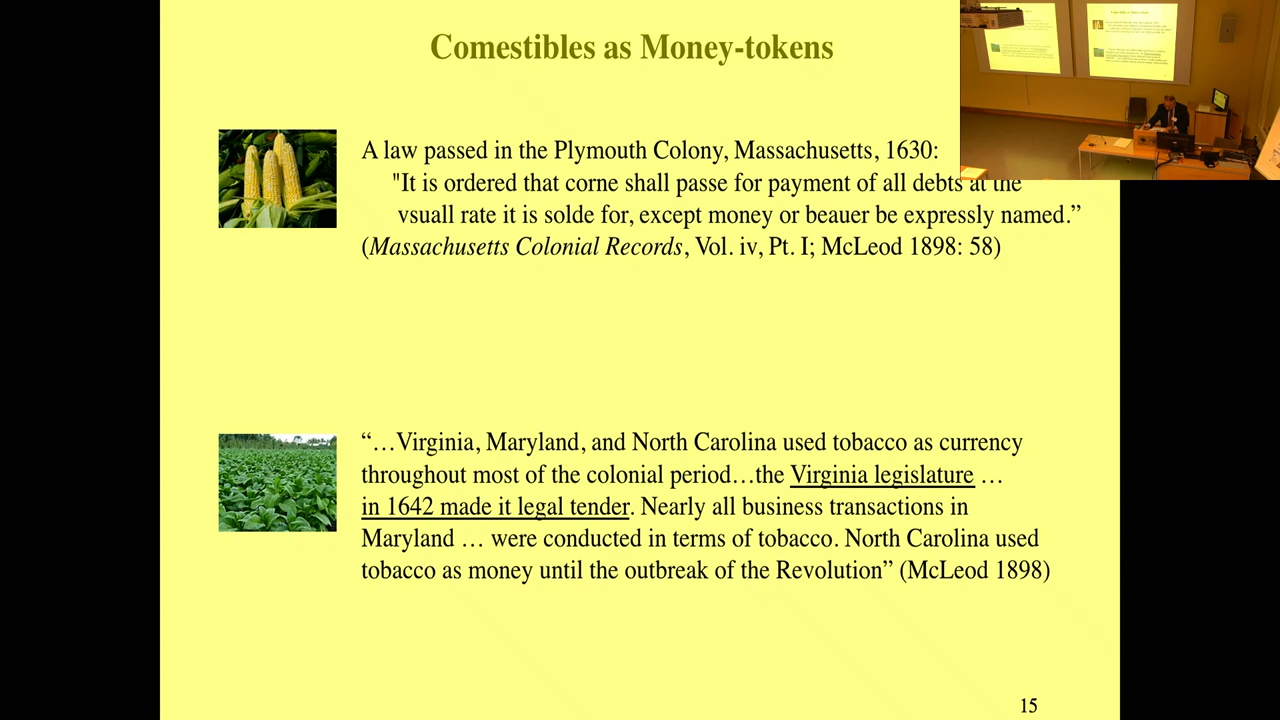 Comestibles as Money-tokens
A law passed in the Plymouth Colony, Massachusetts, 1630:
"It is ordered that corne shall passe for payment of all debts at the
vsuall rate it is solde for, except money or beauer be expressly named.”
(Massachusetts Colonial Records, Vol. iv, Pt. I; McLeod 1898: 58)
“…Virginia, Maryland, and North Carolina used tobacco as currency
throughout most of the colonial period…the Virginia legislature …
in 1642 made it legal tender. Nearly all business transactions in
Maryland … were conducted in terms of tobacco. North Carolina used
tobacco as money until the outbreak of the Revolution” (McLeod 1898)
15